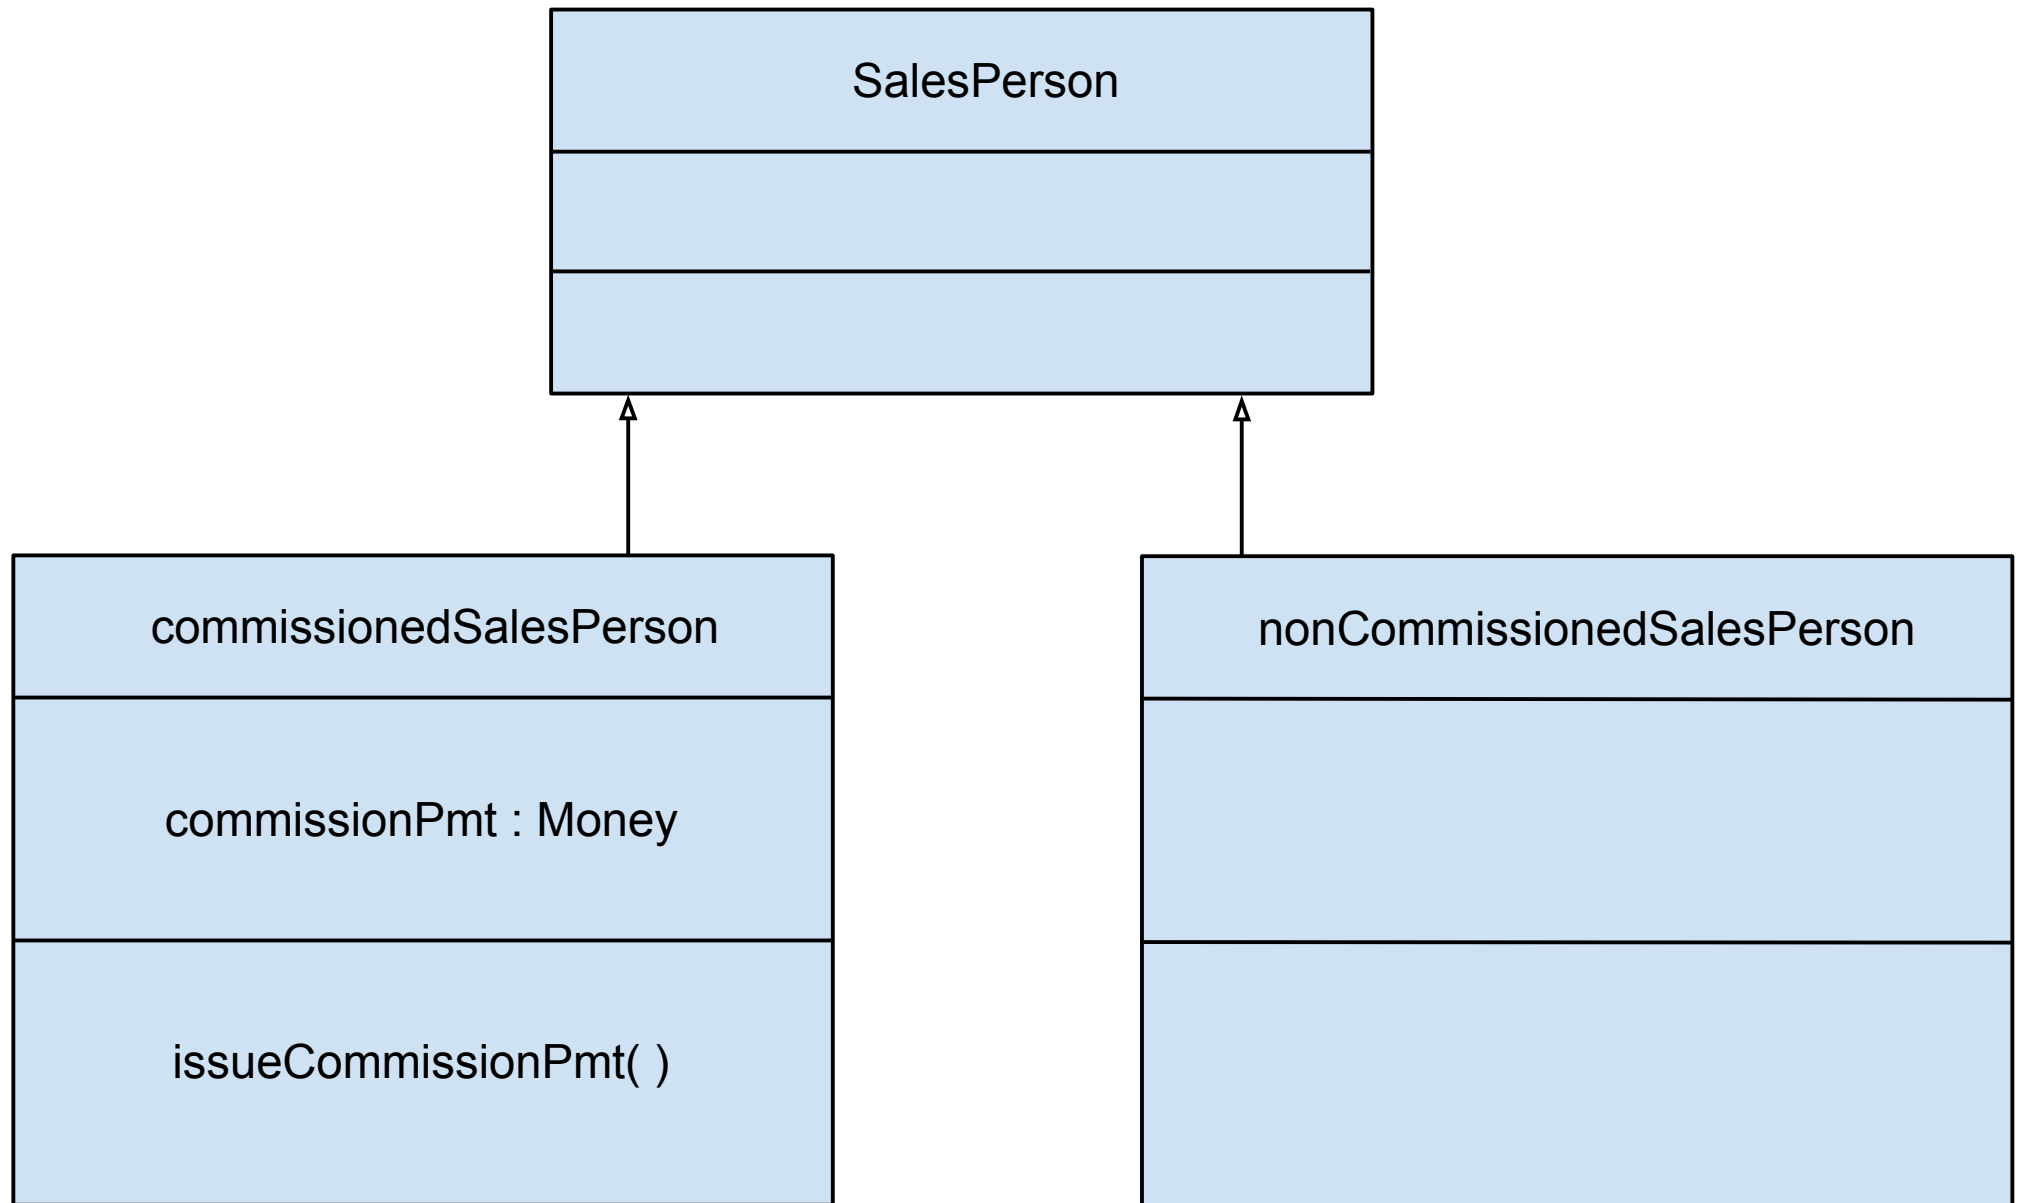 SalesPerson
commissionedSalesPerson
nonCommissionedSalesPerson
commissionPmt : Money
issueCommissionPmt( )